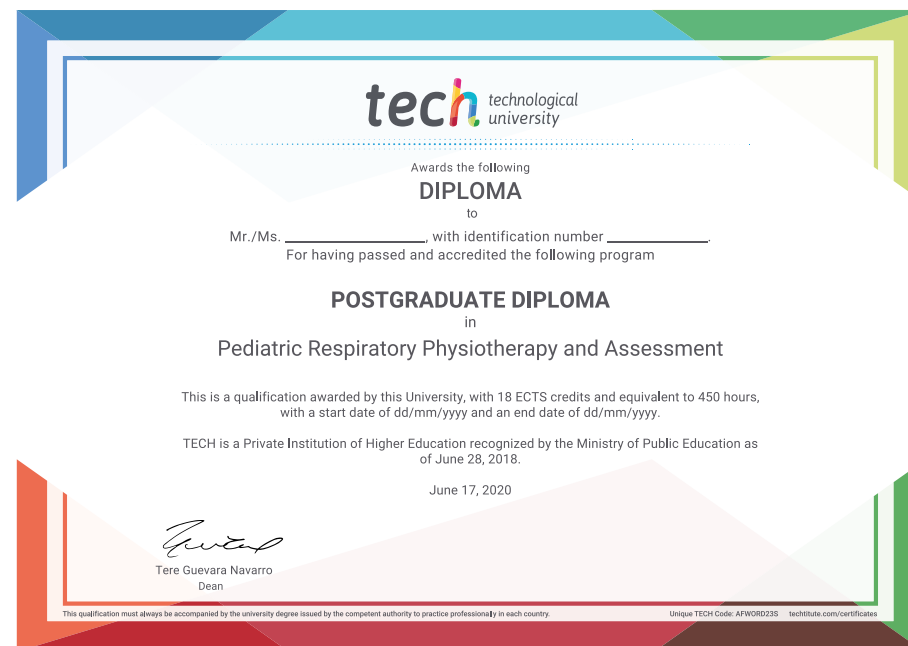 tech technological
university
Awards the following
DIPLOMA
to
Mr./Ms. ____________________, with identification number ______________.
For having passed and accredited the following program
POSTGRADUATE DIPLOMA
in
Pediatric Respiratory Physiotherapy and Assessment
This is a qualification awarded by this University, with 18 ECTS credits and equivalent to 450 hours,
with a start date of dd/mm/yyyy and an end date of dd/mm/yyyy.
TECH is a Private Institution of Higher Education recognized by the Ministry of Public Education as
of June 28, 2018.
June 17, 2020
Tere Guevara Navarro
Dean
This qualification must always be accompanied by the university degree issued by the competent authority to practice professionally in each country. Unique TECH Code: AFWORD23S techtitute.com/certificates